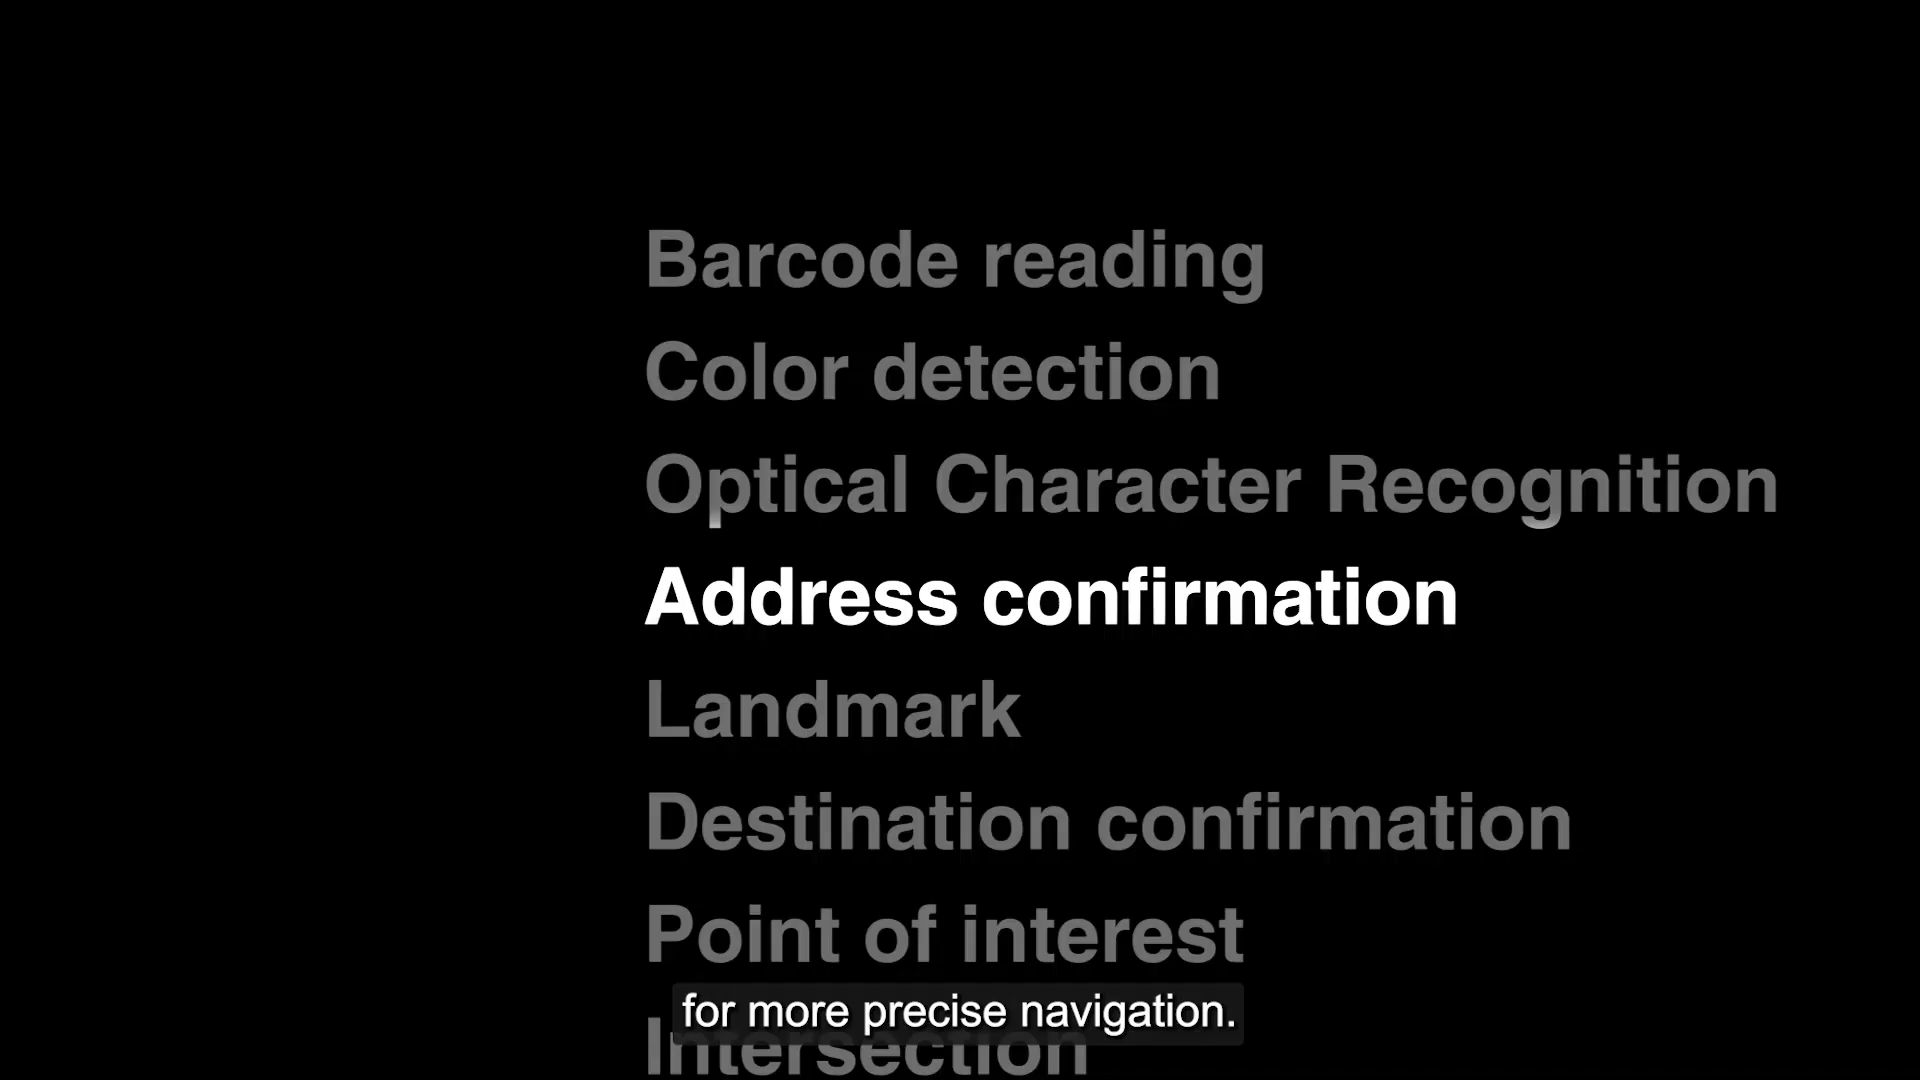 Barcode reading
Color detection
Optical Character Recognition
Address confirmation
Landmark
Destination confirmation
Point of interest
for more precise navigation.
Intersection